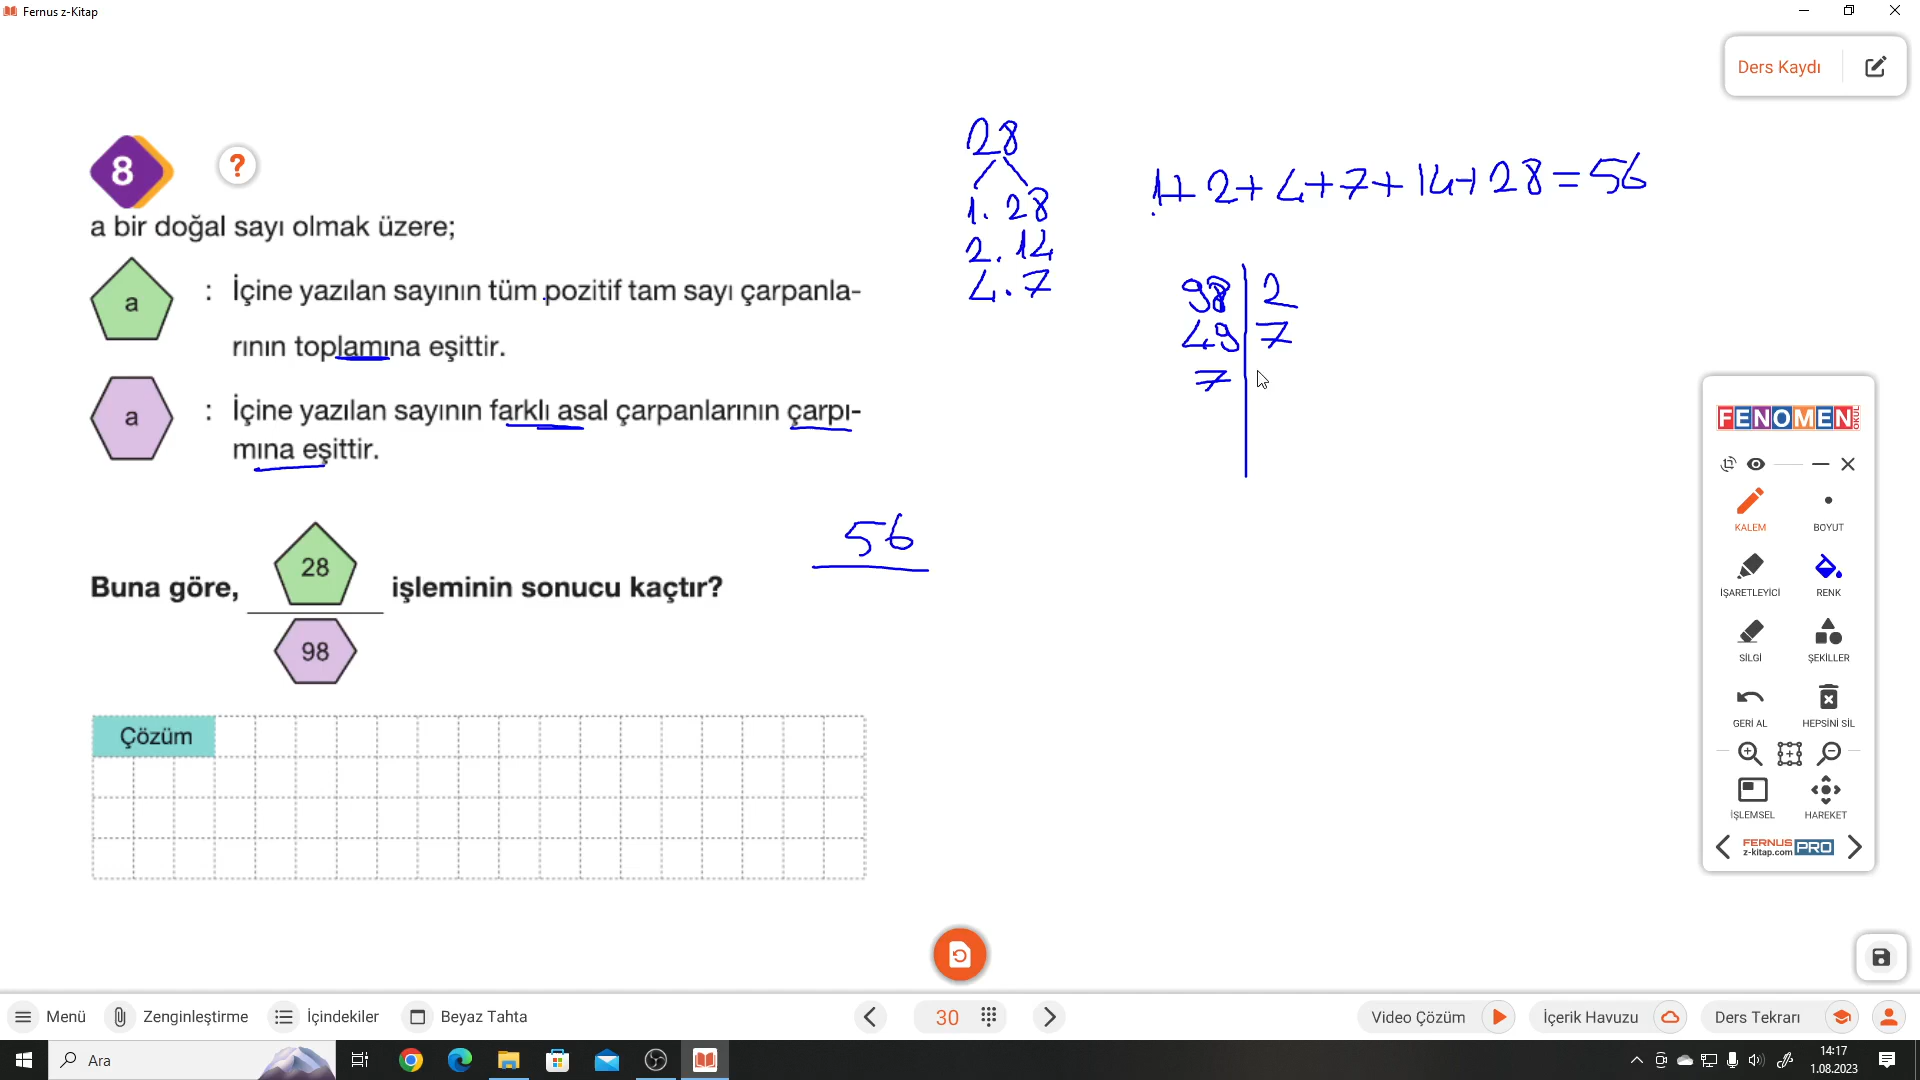 Fernus z-Kitap
Ders Kaydı
8
?
a bir doğal sayı olmak üzere;
a : İçine yazılan sayının tüm pozitif tam sayı çarpanla-
rının toplamına eşittir.
a : İçine yazılan sayının farklı asal çarpanlarının çarpı-
mına eşittir.
28
Buna göre, işleminin sonucu kaçtır?
98
56
Çözüm
28
1. 28
2. 14
4. 7
1+2+4+7+14+28=56
98 2
49 7
7
FENOMEN OKUL
KALEM
BOYUT
İŞARETLEYİCİ
RENK
SİLGİ
ŞEKİLLER
GERİ AL
HEPSİNİ SİL
İŞLEMSEL
HAREKET
FERNUS
z-kitap.com PRO
Menü
Zenginleştirme
İçindekiler
Beyaz Tahta
30
Video Çözüm
İçerik Havuzu
Ders Tekrarı
Ara
14:17
1.08.2023